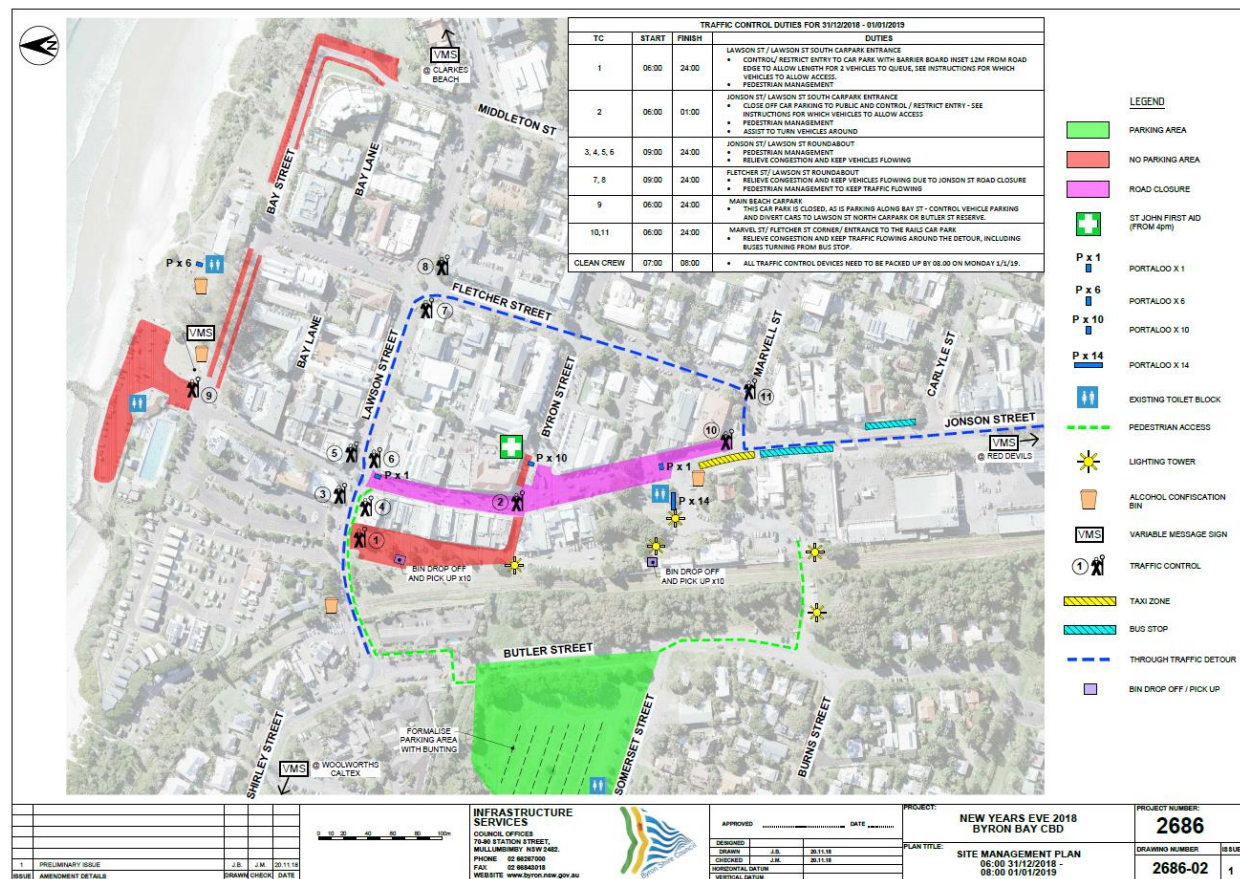 TRAFFIC CONTROL DUTIES FOR 31/12/2018 - 01/01/2019
TC START FINISH DUTIES
1 06:00 24:00
LAWSON ST/ LAWSON ST SOUTH CARPARK ENTRANCE
• CONTROL/ RESTRICT ENTRY TO CAR PARK WITH BARRIER BOARD INSET 12M FROM ROAD
EDGE TO ALLOW LENGTH FOR 2 VEHICLES TO QUEUE, SEE INSTRUCTIONS FOR WHICH
VEHICLES TO ALLOW ACCESS.
• PEDESTRIAN MANAGEMENT
2 06:00 01:00
JONSON ST/ LAWSON ST SOUTH CARPARK ENTRANCE
• CLOSE OFF CAR PARKING TO PUBLIC AND CONTROL / RESTRICT ENTRY - SEE
INSTRUCTIONS FOR WHICH VEHICLES TO ALLOW ACCESS
• PEDESTRIAN MANAGEMENT
• ASSIST TO TURN VEHICLES AROUND
3, 4, 5, 6 09:00 24:00
JONSON ST/ LAWSON ST ROUNDABOUT
• PEDESTRIAN MANAGEMENT
• RELIEVE CONGESTION AND KEEP VEHICLES FLOWING
7, 8 09:00 24:00
FLETCHER ST/ LAWSON ST ROUNDABOUT
• RELIEVE CONGESTION AND KEEP VEHICLES FLOWING DUE TO JONSON ST ROAD CLOSURE
• PEDESTRIAN MANAGEMENT TO KEEP TRAFFIC FLOWING
9 06:00 24:00
MAIN BEACH CARPARK
• THIS CAR PARK IS CLOSED, AS IS PARKING ALONG BAY ST - CONTROL VEHICLE PARKING
AND DIVERT CARS TO LAWSON ST NORTH CARPARK OR BUTLER ST RESERVE.
10,11 06:00 24:00
MARVEL ST/ FLETCHER ST CORNER/ ENTRANCE TO THE RAILS CAR PARK
• RELIEVE CONGESTION AND KEEP TRAFFIC FLOWING AROUND THE DETOUR, INCLUDING
BUSES TURNING FROM BUS STOP.
CLEAN CREW 07:00 08:00 • ALL TRAFFIC CONTROL DEVICES NEED TO BE PACKED UP BY 08.00 ON MONDAY 1/1/19.
VMS
@ CLARKES
BEACH
MIDDLETON ST
BAY STREET
BAY LANE
P x 6
8
FLETCHER STREET
7
VMS
BAY LANE
LAWSON STREET
BYRON STREET
MARVELL ST
CARLYLE ST
9
11
JONSON STREET
VMS
@ RED DEVILS
10
5
6
P x 10
P x 1
P x 1
3
4
2
P x 14
1
BIN DROP OFF
AND PICK UP x10
BIN DROP OFF
AND PICK UP x10
BUTLER STREET
FORMALISE
PARKING AREA
WITH BUNTING
SHIRLEY STREET
VMS
@ WOOLWORTHS
CALTEX
SOMERSET STREET
BURNS STREET
LEGEND
PARKING AREA
NO PARKING AREA
ROAD CLOSURE
ST JOHN FIRST AID
(FROM 4pm)
P x 1
PORTALOO X 1
P x 6
PORTALOO X 6
P x 10
PORTALOO X 10
P x 14
PORTALOO X 14
EXISTING TOILET BLOCK
PEDESTRIAN ACCESS
LIGHTING TOWER
ALCOHOL CONFISCATION
BIN
VMS
VARIABLE MESSAGE SIGN
1
TRAFFIC CONTROL
TAXI ZONE
BUS STOP
THROUGH TRAFFIC DETOUR
BIN DROP OFF / PICK UP
1 PRELIMINARY ISSUE J.B. J.M. 20.11.18
ISSUE AMENDMENT DETAILS DRAWN CHECK DATE
0 10 20 40 60 80 100m
INFRASTRUCTURE
SERVICES
COUNCIL OFFICES
70-90 STATION STREET,
MULLUMBIMBY NSW 2482.
PHONE 02 66267000
FAX 02 66843018
WEBSITE www.byron.nsw.gov.au
Byron Shire Council
APPROVED DATE
DESIGNED
DRAWN J.B. 20.11.18
CHECKED J.M. 20.11.18
HORIZONTAL DATUM
VERTICAL DATUM
PROJECT:
NEW YEARS EVE 2018
BYRON BAY CBD
PLAN TITLE:
SITE MANAGEMENT PLAN
06:00 31/12/2018 -
08:00 01/01/2019
PROJECT NUMBER:
2686
DRAWING NUMBER ISSUE
2686-02 1